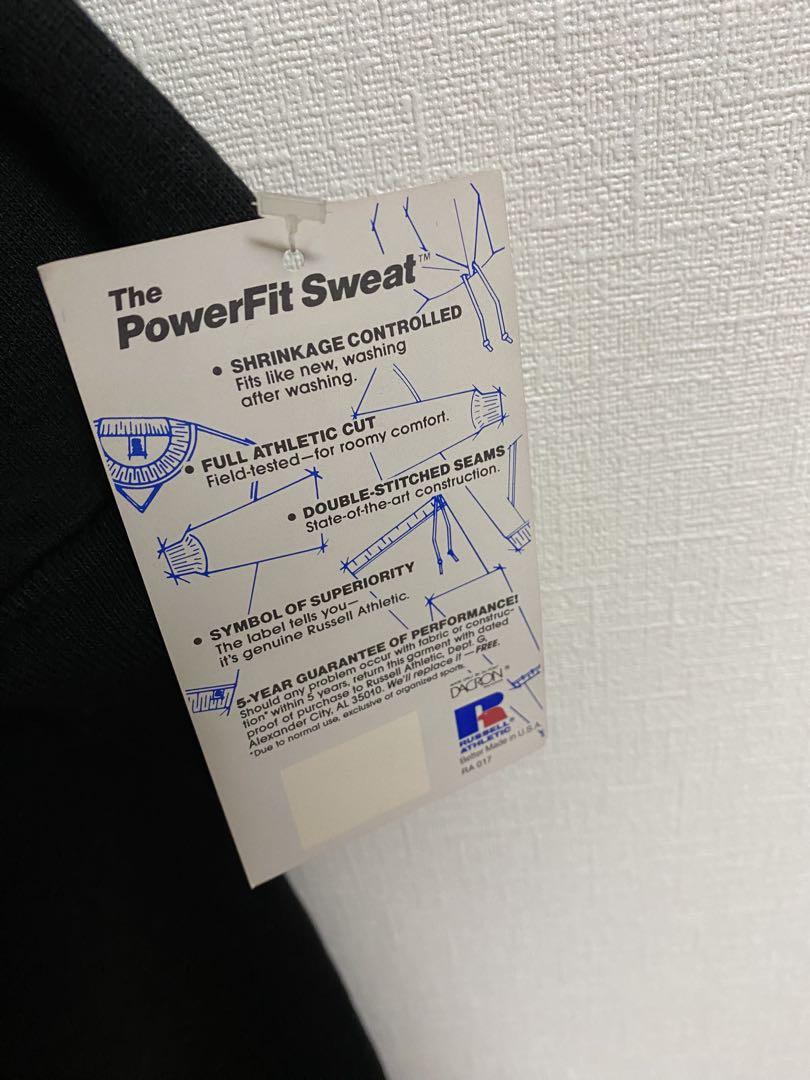 The
PowerFit Sweat™
• SHRINKAGE CONTROLLED
Fits like new, washing
after washing.
• FULL ATHLETIC CUT
Field-tested—for roomy comfort.
• DOUBLE-STITCHED SEAMS
State-of-the-art construction.
• SYMBOL OF SUPERIORITY
The label tells you—
it's genuine Russell Athletic.
5-YEAR GUARANTEE OF PERFORMANCE!
Should any problem occur with fabric or construc-
tion* within 5 years, return this garment with dated
proof of purchase to Russell Athletic, Dept. G,
Alexander City, AL 35010. We'll replace it—FREE.
*Due to normal use, exclusive of organized sports.
DACRON®
R
RUSSELL®
ATHLETIC
Better Made in U.S.A.
RA 017